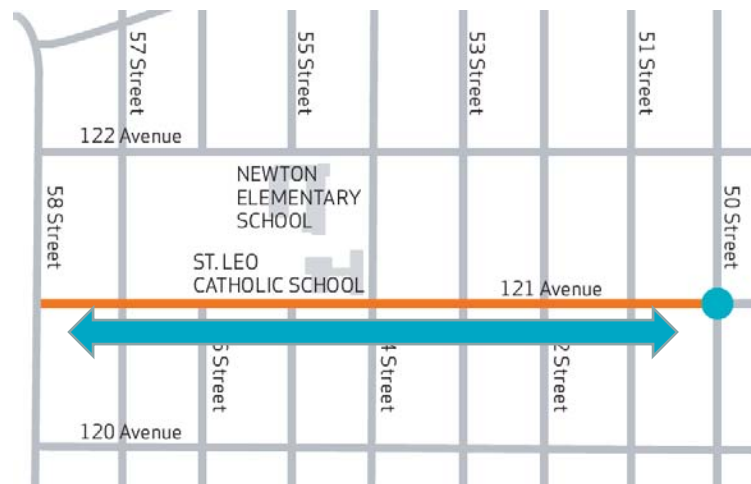 57 Street
55 Street
53 Street
51 Street
122 Avenue
NEWTON
ELEMENTARY
SCHOOL
58 Street
50 Street
ST. LEO
CATHOLIC SCHOOL
121 Avenue
Street
Street
Street
120 Avenue